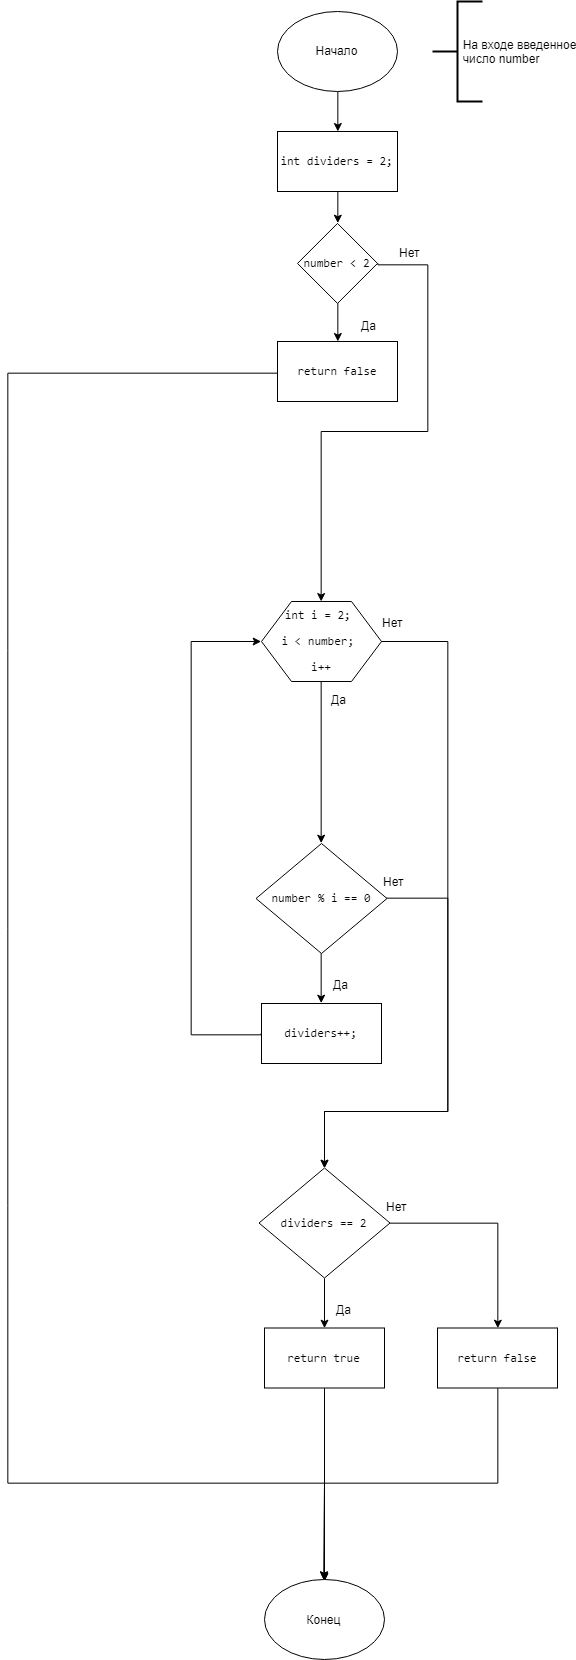 Начало
На входе введенное
число number
int dividers = 2;
number < 2
Нет
Да
return false
int i = 2;
i < number;
i++
Нет
Да
number % i == 0
Нет
Да
dividers++;
dividers == 2
Нет
Да
return true
return false
Конец